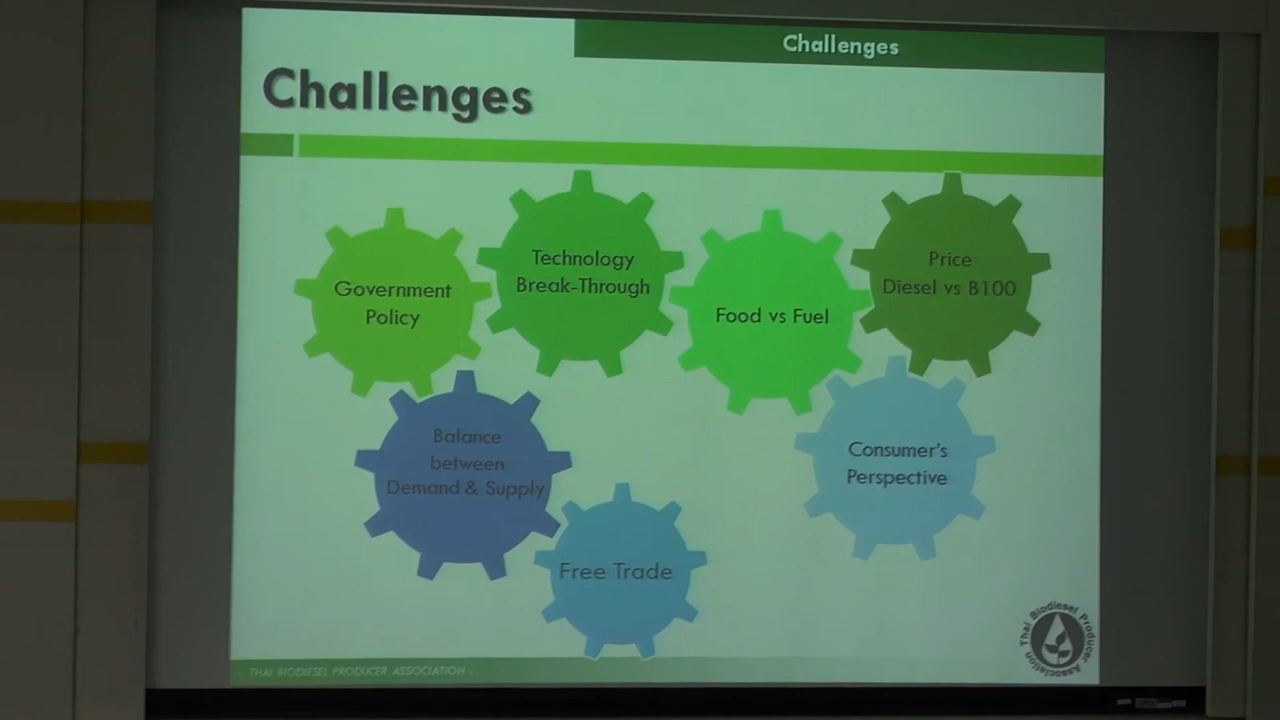 Challenges
Challenges
Government
Policy
Technology
Break-Through
Food vs Fuel
Price
Diesel vs B100
Balance
between
Demand & Supply
Consumer's
Perspective
Free Trade
- THAI BIODIESEL PRODUCER ASSOCIATION -
Thai Biodiesel Producer
Association